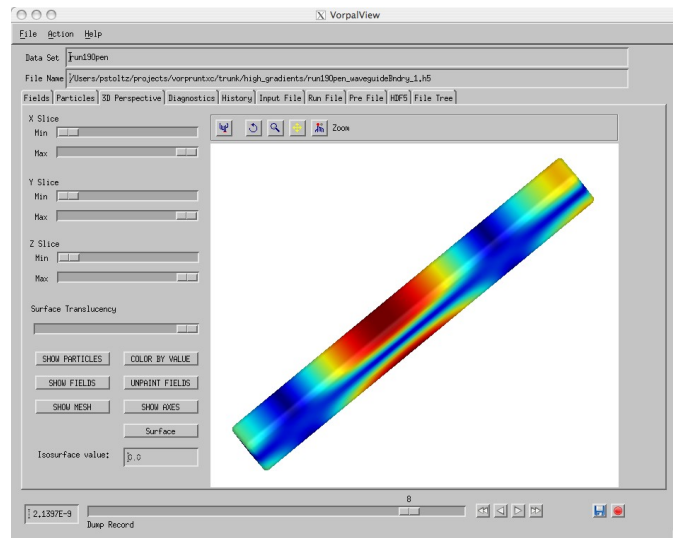 VorpalView
File Action Help
Data Set run19Open
File Name /Users/pstoltz/projects/vorpruntxc/trunk/high_gradients/run19Open_waveguideBndry_1.h5
Fields Particles 3D Perspective Diagnostics History Input File Run File Pre File HDF5 File Tree
Zoom
X Slice
Min
Max
Y Slice
Min
Max
Z Slice
Min
Max
Surface Translucency
SHOW PARTICLES COLOR BY VALUE
SHOW FIELDS UNPAINT FIELDS
SHOW MESH SHOW AXES
Surface
Isosurface value: 0.0
8
2.1397E-9
Dump Record